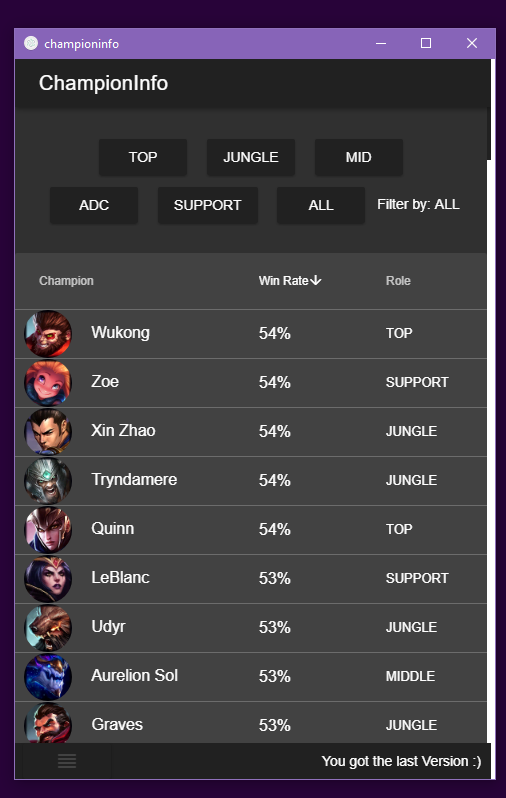 championinfo
ChampionInfo
TOP JUNGLE MID
ADC SUPPORT ALL Filter by: ALL
Champion Win Rate Role
Wukong 54% TOP
Zoe 54% SUPPORT
Xin Zhao 54% JUNGLE
Tryndamere 54% JUNGLE
Quinn 54% TOP
LeBlanc 53% SUPPORT
Udyr 53% JUNGLE
Aurelion Sol 53% MIDDLE
Graves 53% JUNGLE
You got the last Version :)